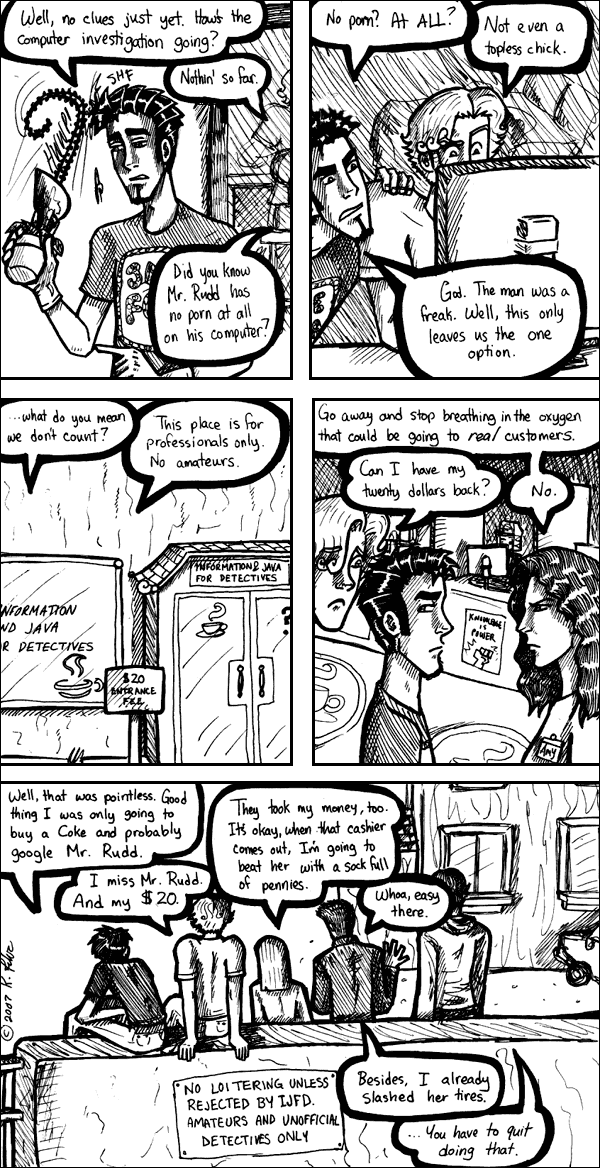 Well, no clues just yet. How's the
computer investigation going?
SHF
Nothin' so far.
Did you know
Mr. Rudd has
no porn at all
on his computer?
No porn? At ALL?
Not even a
topless chick.
God. The man was a
freak. Well, this only
leaves us the one
option.
...what do you mean
we don't count?
This place is for
professionals only.
No amateurs.
INFORMATION & JAVA
FOR DETECTIVES
NFORMATION
ND JAVA
R DETECTIVES
$20
ENTRANCE
FEE
?
Go away and stop breathing in the oxygen
that could be going to real customers.
Can I have my
twenty dollars back?
No.
KNOWLEDGE
IS
POWER
AMY
Well, that was pointless. Good
thing I was only going to
buy a Coke and probably
google Mr. Rudd.
I miss Mr. Rudd.
And my $20.
They took my money, too.
It's okay, when that cashier
comes out, I'm going to
beat her with a sock full
of pennies.
Whoa, easy
there.
© 2007 K.
NO LOITERING UNLESS
REJECTED BY IJFD.
AMATEURS AND UNOFFICIAL
DETECTIVES ONLY
Besides, I already
slashed her tires.
...You have to quit
doing that.